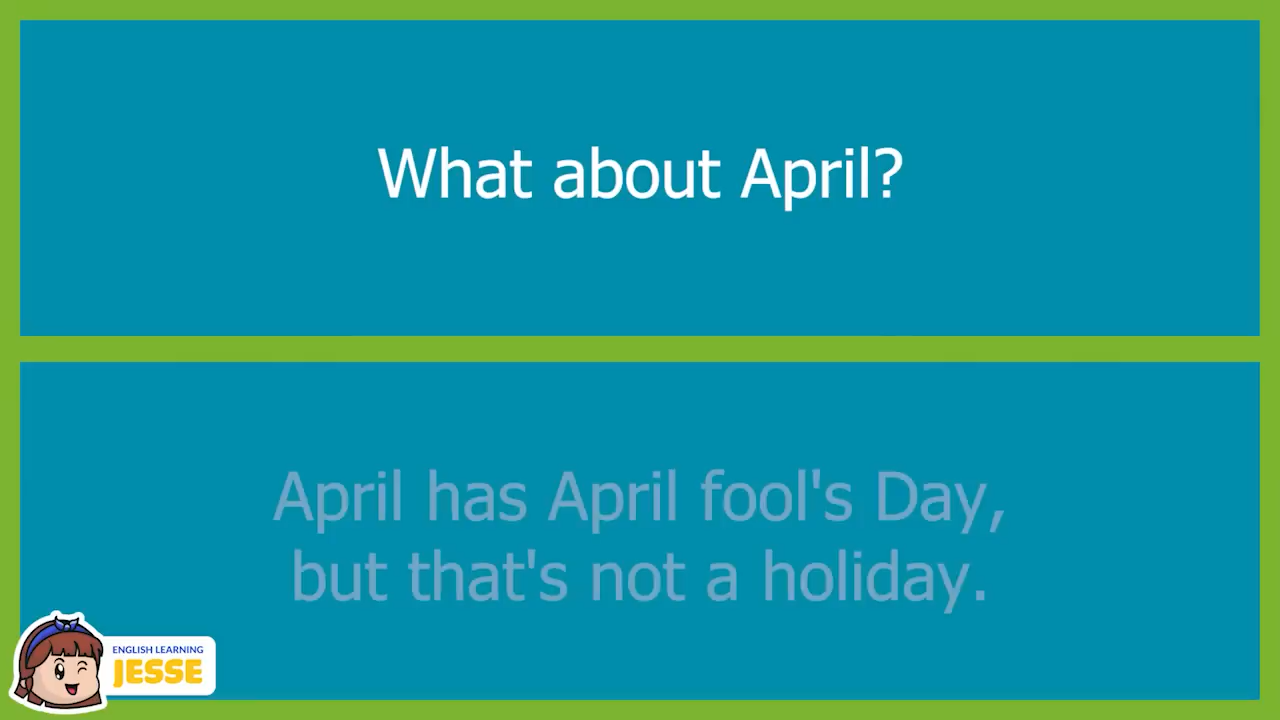 What about April?
April has April fool's Day,
but that's not a holiday.
ENGLISH LEARNING
JESSE